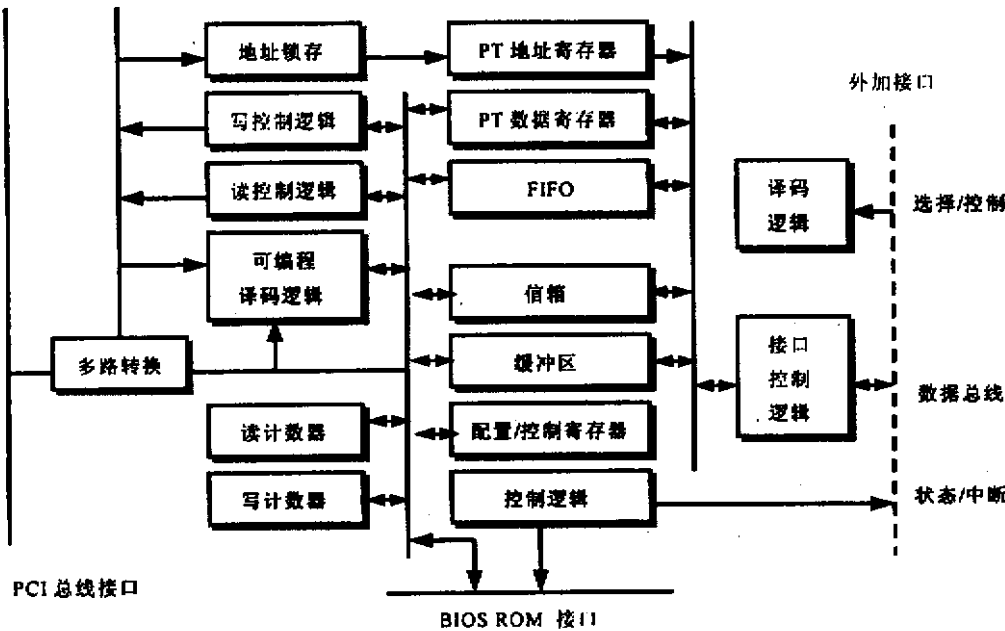 地址锁存
PT 地址寄存器
外加接口
写控制逻辑
PT 数据寄存器
读控制逻辑
FIFO
译码
逻辑
选择/控制
可编程
译码逻辑
信箱
多路转换
缓冲区
接口
控制
逻辑
数据总线
读计数器
配置/控制寄存器
写计数器
控制逻辑
状态/中断
PCI 总线接口
BIOS ROM 接口